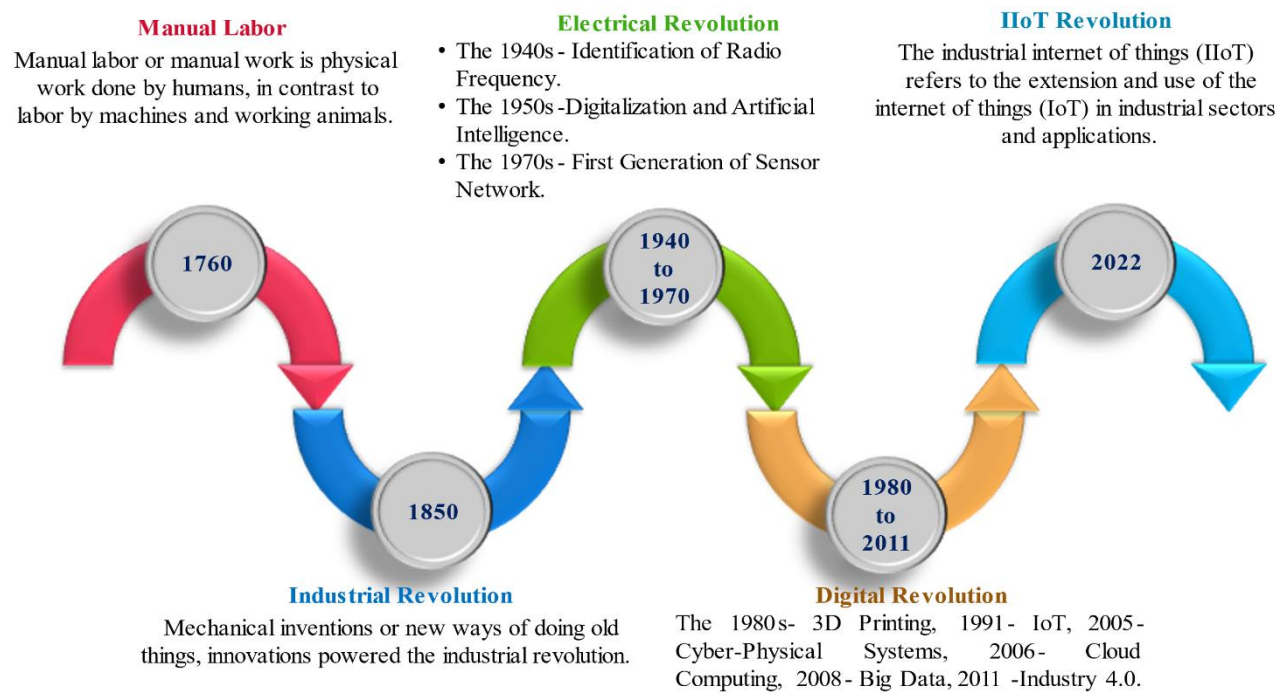 Manual Labor
Manual labor or manual work is physical
work done by humans, in contrast to
labor by machines and working animals.
Electrical Revolution
• The 1940s - Identification of Radio
Frequency.
• The 1950s -Digitalization and Artificial
Intelligence.
• The 1970s - First Generation of Sensor
Network.
IIoT Revolution
The industrial internet of things (IIoT)
refers to the extension and use of the
internet of things (IoT) in industrial sectors
and applications.
1760
1940
to
1970
2022
1850
1980
to
2011
Industrial Revolution
Mechanical inventions or new ways of doing old
things, innovations powered the industrial revolution.
Digital Revolution
The 1980s- 3D Printing, 1991- IoT, 2005-
Cyber-Physical Systems, 2006- Cloud
Computing, 2008- Big Data, 2011 -Industry 4.0.